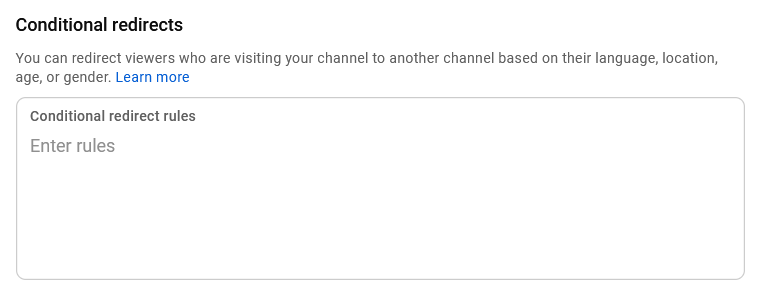 Conditional redirects
You can redirect viewers who are visiting your channel to another channel based on their language, location,
age, or gender. Learn more
Conditional redirect rules
Enter rules